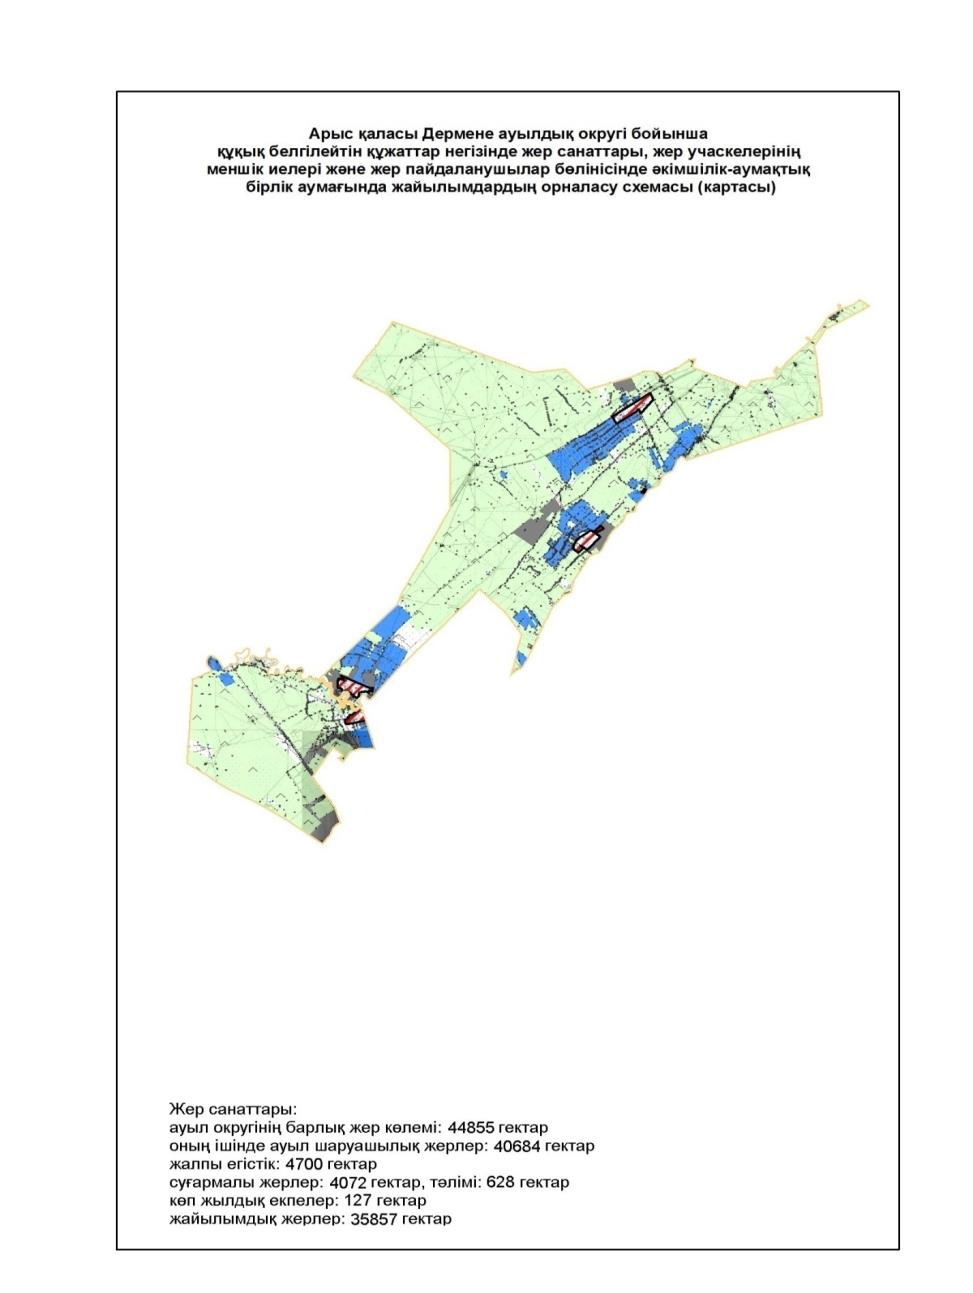 Арыс қаласы Дермене ауылдық округі бойынша
құқық белгілейтін құжаттар негізінде жер санаттары, жер учаскелерінің
меншік иелері және жер пайдаланушылар бөлінісінде әкімшілік-аумақтық
бірлік аумағында жайылымдардың орналасу схемасы (картасы)
Жер санаттары:
ауыл округінің барлық жер көлемі: 44855 гектар
оның ішінде ауыл шаруашылық жерлер: 40684 гектар
жалпы егістік: 4700 гектар
суғармалы жерлер: 4072 гектар, тәлімі: 628 гектар
көп жылдық екпелер: 127 гектар
жайылымдық жерлер: 35857 гектар